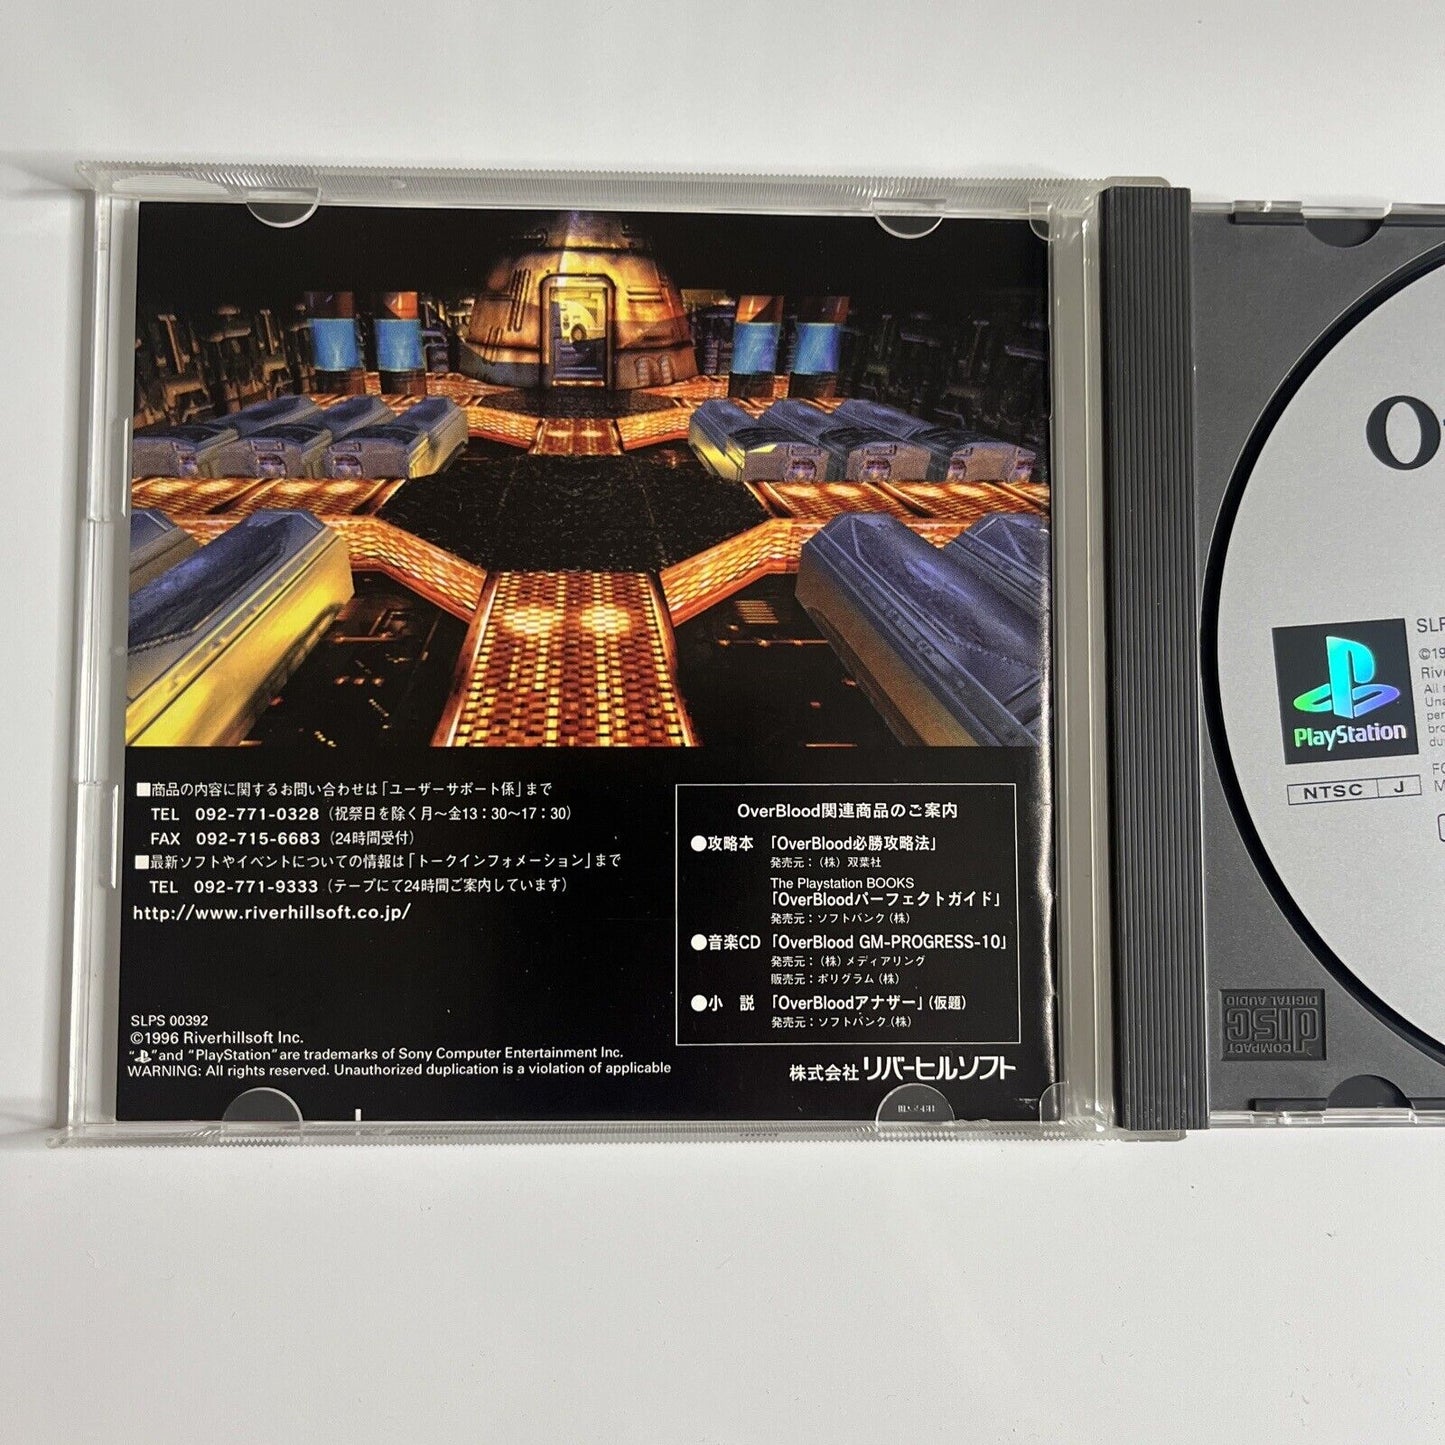 ■商品の内容に関するお問い合わせは「ユーザーサポート係」まで
TEL 092-771-0328（祝祭日を除く月〜金13：30〜17：30）
FAX 092-715-6683（24時間受付）
■最新ソフトやイベントについての情報は「トークインフォメーション」まで
TEL 092-771-9333（テープにて24時間ご案内しています）
http://www.riverhillsoft.co.jp/
SLPS 00392
©1996 Riverhillsoft Inc.
" "and "PlayStation" are trademarks of Sony Computer Entertainment Inc.
WARNING: All rights reserved. Unauthorized duplication is a violation of applicable
OverBlood関連商品のご案内
●攻略本 「OverBlood必勝攻略法」
発売元：（株）双葉社
The Playstation BOOKS
「OverBloodパーフェクトガイド」
発売元：ソフトバンク（株）
●音楽CD 「OverBlood GM-PROGRESS-10」
発売元：（株）メディアリング
販売元：ポリグラム（株）
●小 説 「OverBloodアナザー」（仮題）
発売元：ソフトバンク（株）
株式会社リバーヒルソフト
PlayStation
NTSC J
COMPACT
disc
DIGITAL AUDIO